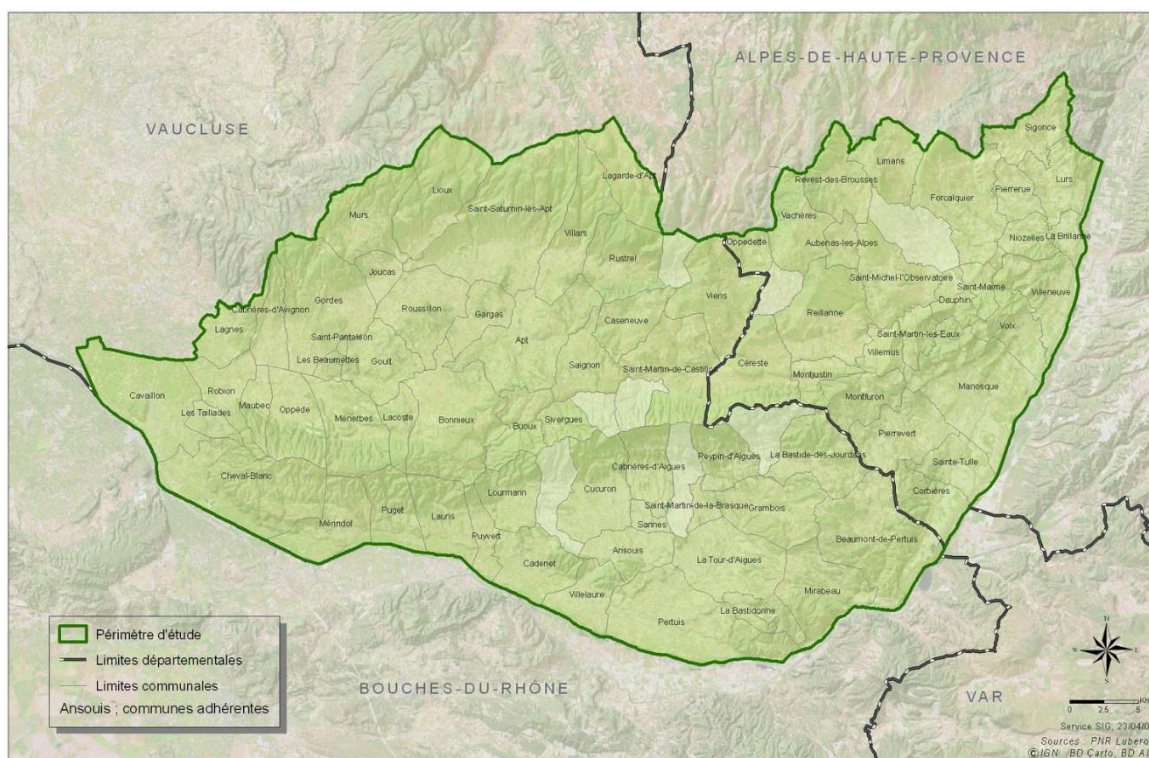 ALPES-DE-HAUTE-PROVENCE
VAUCLUSE
Sigonce
Limans
Lagarde-d'Apt
Revest-des-Brousses
Lurs
Pierrerue
Lioux
Forcalquier
Saint-Saturnin-lès-Apt
Murs
Vachères
Villars
Niozelles
La Brillanne
Oppedette
Aubenas-les-Alpes
Rustrel
Joucas
Saint-Michel-l'Observatoire
Saint-Maime
Villeneuve
Viens
Dauphin
Gordes
Cabrières-d'Avignon
Roussillon
Gargas
Reillanne
Caseneuve
Volx
Lagnes
Saint-Martin-les-Eaux
Saint-Pantaléon
Apt
Villemus
Les Beaumettes
Goult
Saignon
Céreste
Saint-Martin-de-Castillon
Montjustin
Manosque
Robion
Cavaillon
Montfuron
Maubec
Oppède
Les Taillades
Ménerbes
Lacoste
Bonnieux
Sivergues
Buoux
Pierrevert
Peypin-d'Aigues
La Bastide-des-Jourdans
Sainte-Tulle
Cabrières-d'Aigues
Cheval-Blanc
Cucuron
Lourmarin
Corbières
Saint-Martin-de-la-Brasque
Grambois
Puget
Lauris
Mérindol
Sannes
Puyvert
Beaumont-de-Pertuis
Ansouis
La Tour-d'Aigues
Cadenet
Mirabeau
Villelaure
La Bastidonne
Pertuis
Périmètre d'étude
Limites départementales
Limites communales
Ansouis ; communes adhérentes
BOUCHES-DU-RHÔNE
VAR
N
W E
S
0 2.5 5
Service SIG, 23/04/0
Sources : PNR Lubero
©IGN : BD Carto, BD Al